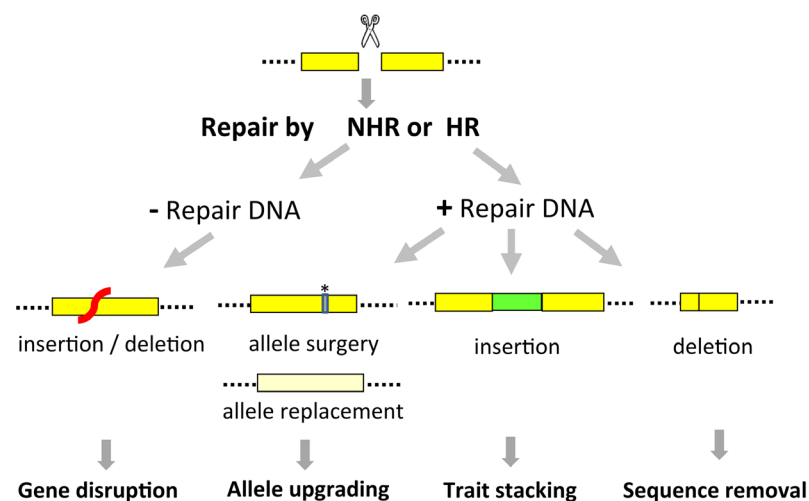 Repair by NHR or HR
- Repair DNA
+ Repair DNA
*
insertion / deletion
allele surgery
insertion
deletion
allele replacement
Gene disruption
Allele upgrading
Trait stacking
Sequence removal